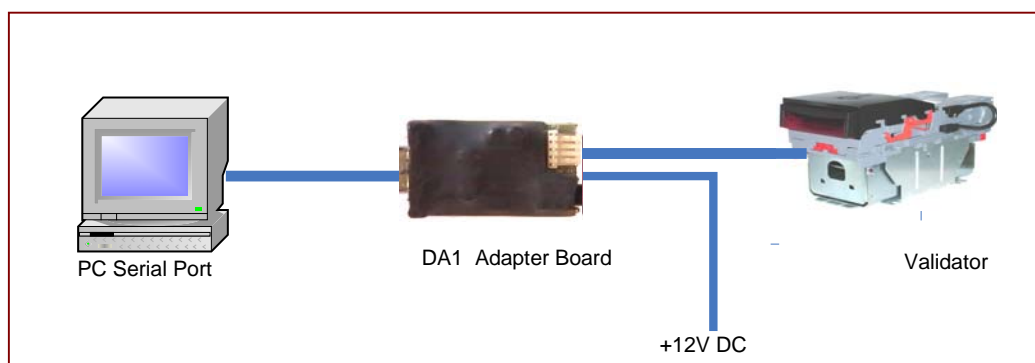 PC Serial Port
DA1 Adapter Board
Validator
+12V DC